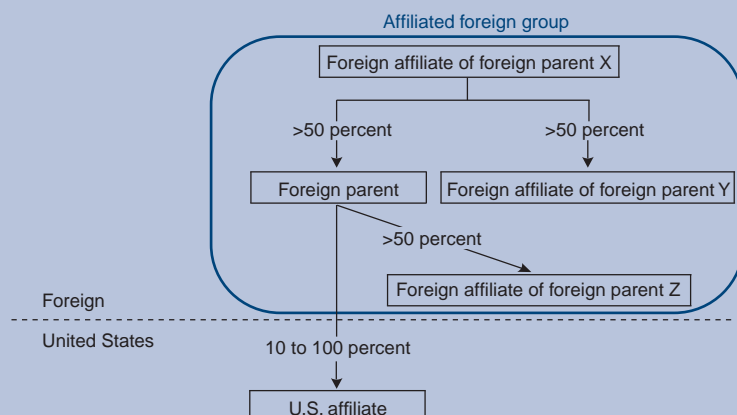 Affiliated foreign group
Foreign affiliate of foreign parent X
>50 percent >50 percent
Foreign parent Foreign affiliate of foreign parent Y
>50 percent
Foreign affiliate of foreign parent Z
Foreign
United States
10 to 100 percent
U.S. affiliate